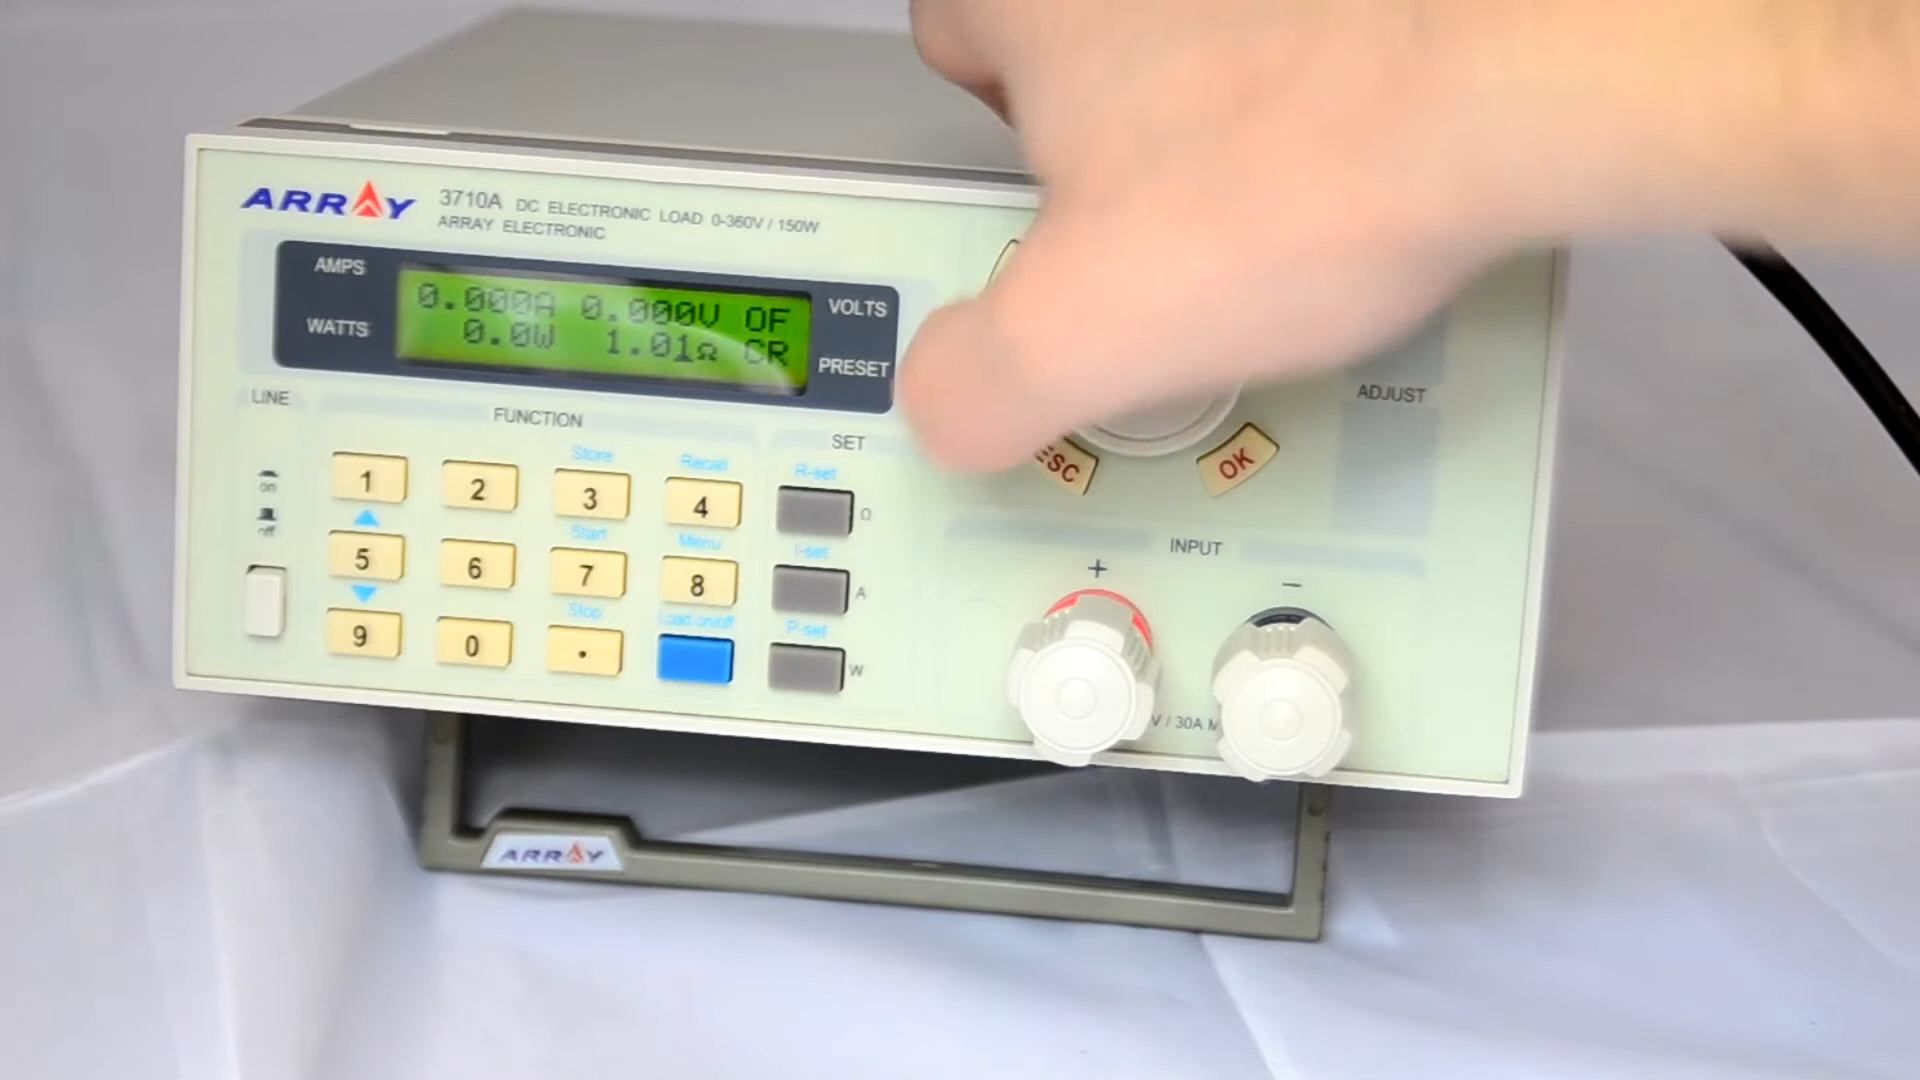 ARRAY
3710A DC ELECTRONIC LOAD 0-360V / 150W
ARRAY ELECTRONIC
AMPS
WATTS
0.000A 0.000V OF
0.0W 1.01Ω CR
VOLTS
PRESET
LINE
FUNCTION
SET
ADJUST
on
off
Store
Recall
R-set
1 2 3 4
Ω
Start
Menu
I-set
5 6 7 8
A
Stop
Load on/off
P-set
9 0 .
W
ESC
OK
INPUT
+ −
V / 30A M
ARRAY